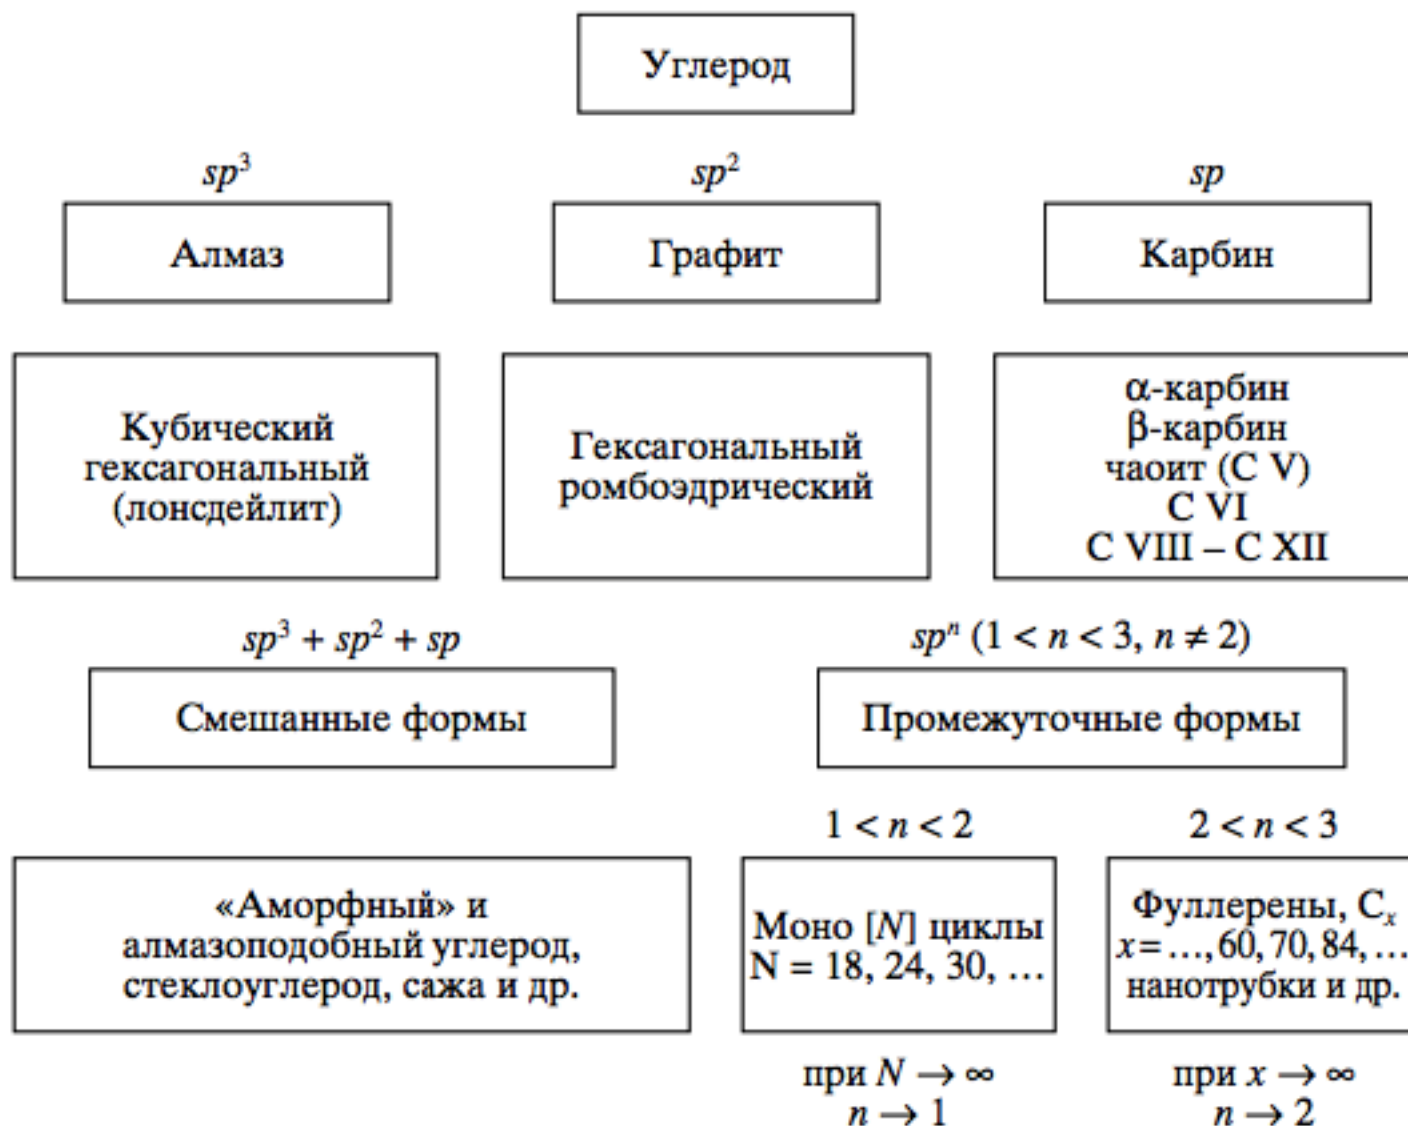 Углерод
sp³
sp²
sp
Алмаз
Графит
Карбин
Кубический
гексагональный
(лонсдейлит)
Гексагональный
ромбоэдрический
α-карбин
β-карбин
чаоит (C V)
C VI
C VIII – C XII
sp³ + sp² + sp
spⁿ (1 < n < 3, n ≠ 2)
Смешанные формы
Промежуточные формы
1 < n < 2
2 < n < 3
«Аморфный» и
алмазоподобный углерод,
стеклоуглерод, сажа и др.
Моно [N] циклы
N = 18, 24, 30, …
Фуллерены, Cₓ
x = …, 60, 70, 84, …
нанотрубки и др.
при N → ∞
n → 1
при x → ∞
n → 2